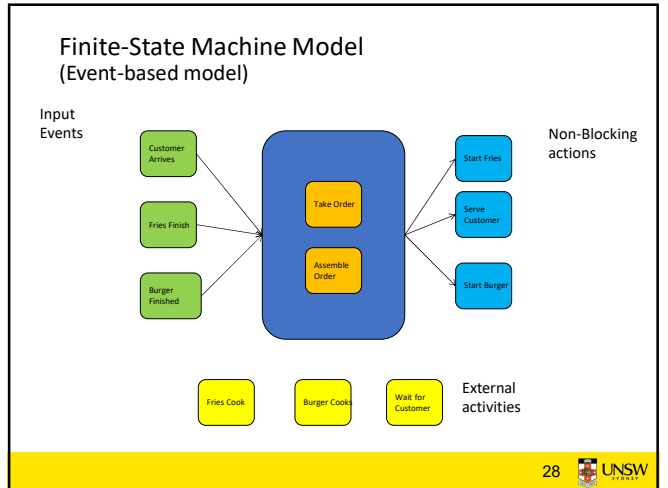 Finite-State Machine Model
(Event-based model)
Input
Events
Customer
Arrives
Fries Finish
Burger
Finished
Take Order
Assemble
Order
Start Fries
Serve
Customer
Start Burger
Non-Blocking
actions
Fries Cook
Burger Cooks
Wait for
Customer
External
activities
28
UNSW
SYDNEY